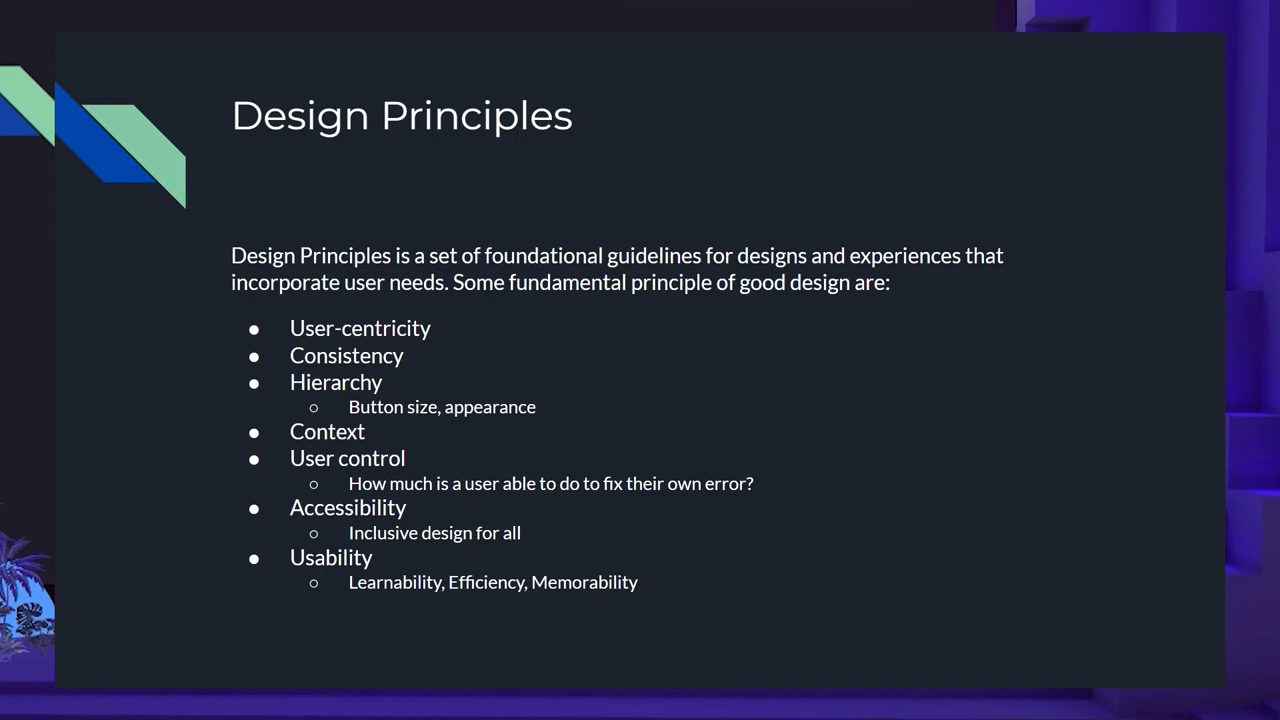 Design Principles
Design Principles is a set of foundational guidelines for designs and experiences that
incorporate user needs. Some fundamental principle of good design are:
● User-centricity
● Consistency
● Hierarchy
○ Button size, appearance
● Context
● User control
○ How much is a user able to do to fix their own error?
● Accessibility
○ Inclusive design for all
● Usability
○ Learnability, Efficiency, Memorability